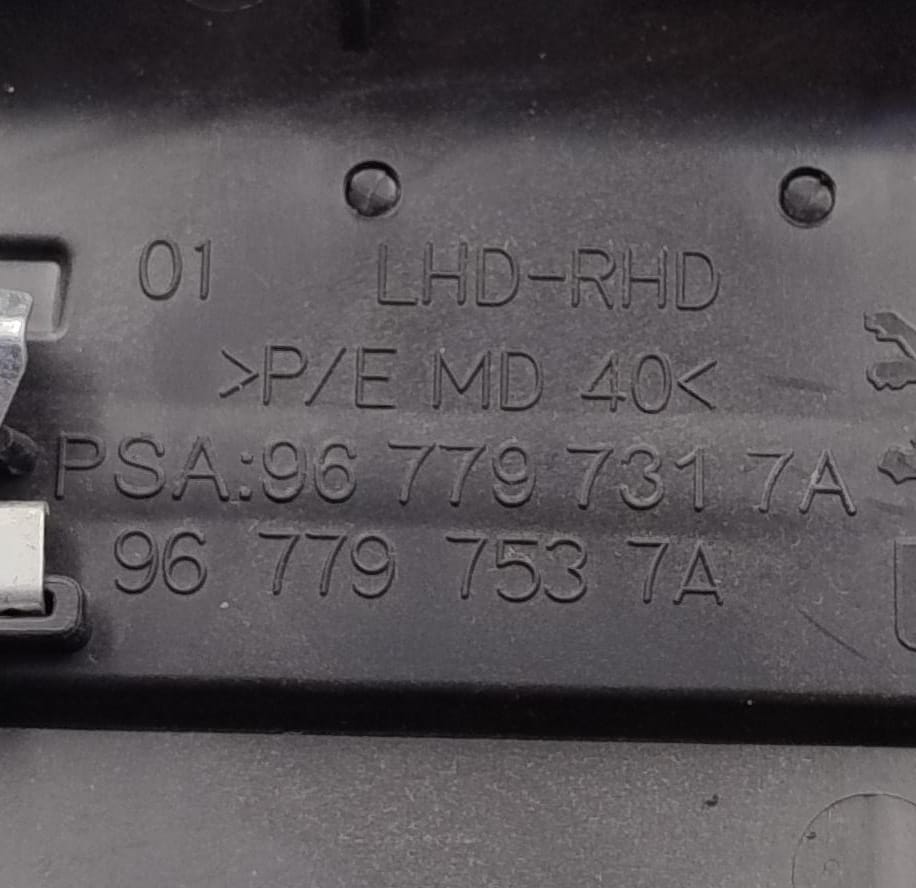 01 LHD-RHD
>P/E MD 40<
PSA:96 779 731 7A
96 779 753 7A